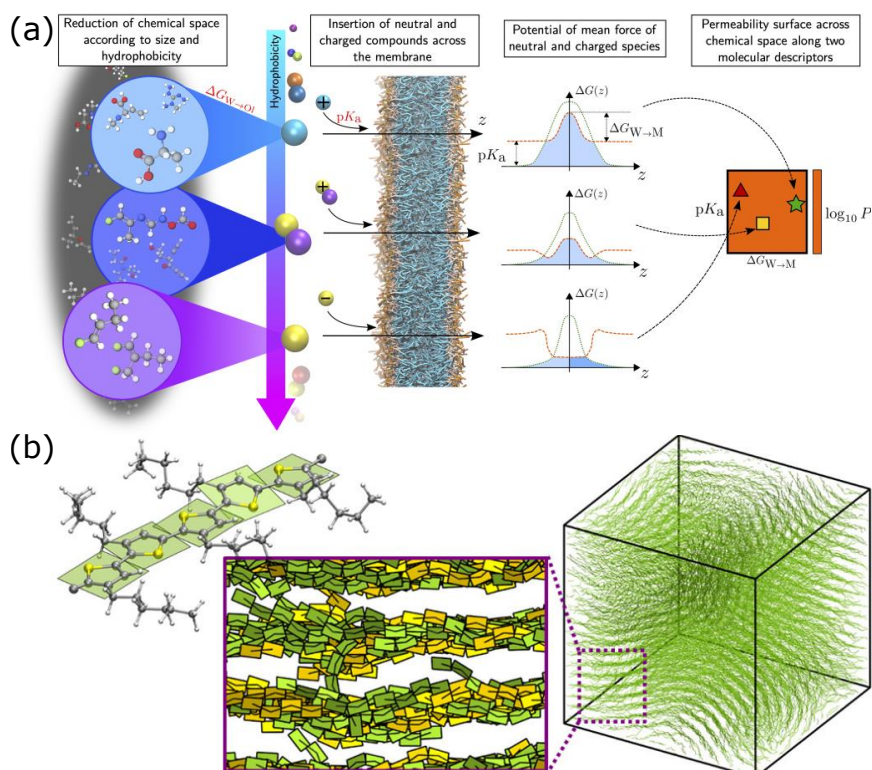 (a)
Reduction of chemical space
according to size and
hydrophobicity
Insertion of neutral and
charged compounds across
the membrane
Potential of mean force of
neutral and charged species
Permeability surface across
chemical space along two
molecular descriptors
Hydrophobicity
ΔG_W→Ol
+
pK_a
z
ΔG(z)
ΔG_W→M
pK_a
z
+
ΔG(z)
z
pK_a
log₁₀ P
ΔG_W→M
−
ΔG(z)
z
(b)